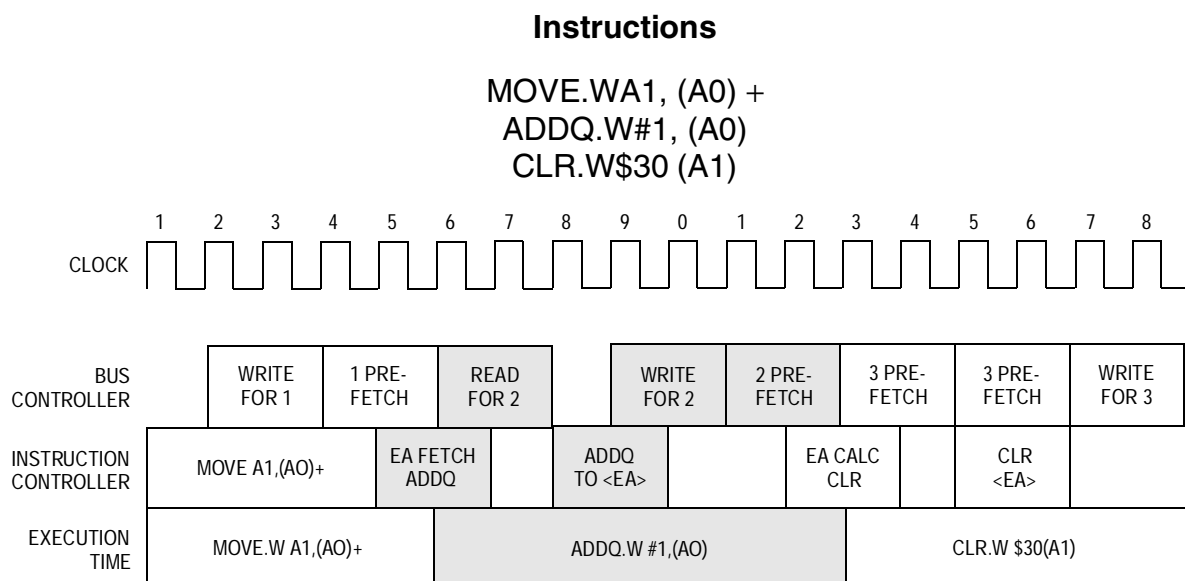 Instructions
MOVE.WA1, (A0) +
ADDQ.W#1, (A0)
CLR.W$30 (A1)
1 2 3 4 5 6 7 8 9 0 1 2 3 4 5 6 7 8
CLOCK
BUS
CONTROLLER
WRITE
FOR 1
1 PRE-
FETCH
READ
FOR 2
WRITE
FOR 2
2 PRE-
FETCH
3 PRE-
FETCH
3 PRE-
FETCH
WRITE
FOR 3
INSTRUCTION
CONTROLLER
MOVE A1,(AO)+
EA FETCH
ADDQ
ADDQ
TO <EA>
EA CALC
CLR
CLR
<EA>
EXECUTION
TIME
MOVE.W A1,(AO)+
ADDQ.W #1,(AO)
CLR.W $30(A1)